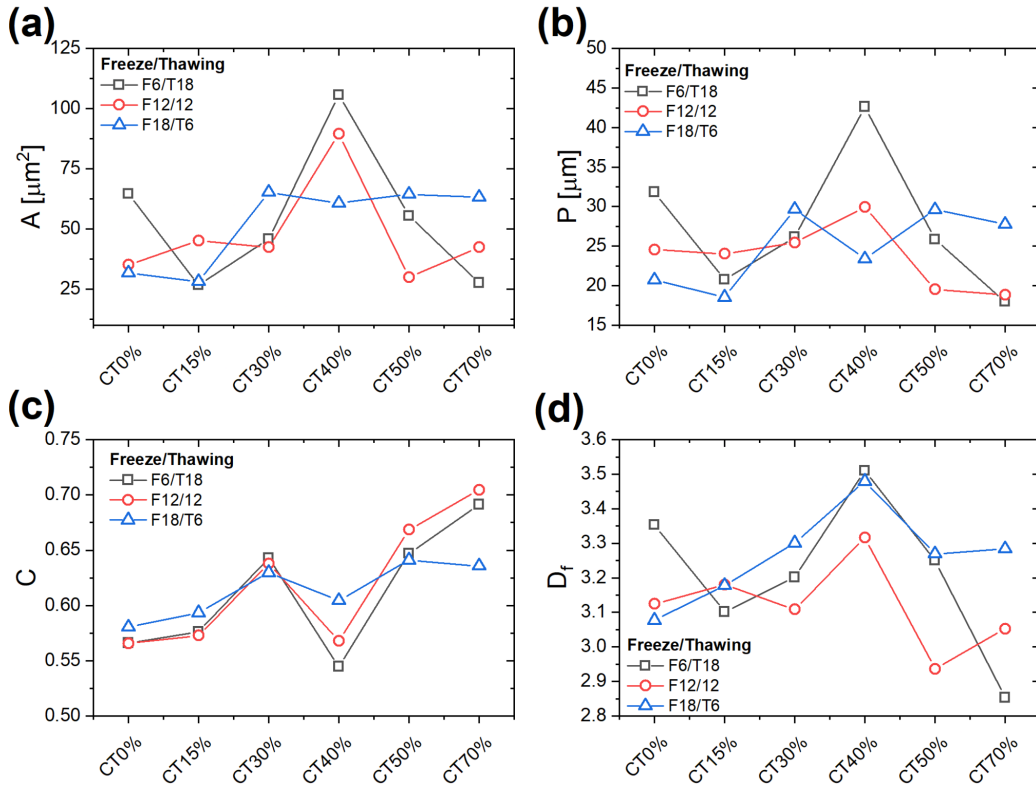 (a)
A [μm²]
125
100
75
50
25
Freeze/Thawing
F6/T18
F12/12
F18/T6
CT0%
CT15%
CT30%
CT40%
CT50%
CT70%
(b)
P [μm]
50
45
40
35
30
25
20
15
Freeze/Thawing
F6/T18
F12/12
F18/T6
CT0%
CT15%
CT30%
CT40%
CT50%
CT70%
(c)
C
0.75
0.70
0.65
0.60
0.55
0.50
Freeze/Thawing
F6/T18
F12/12
F18/T6
CT0%
CT15%
CT30%
CT40%
CT50%
CT70%
(d)
D_f
3.6
3.5
3.4
3.3
3.2
3.1
3.0
2.9
2.8
Freeze/Thawing
F6/T18
F12/12
F18/T6
CT0%
CT15%
CT30%
CT40%
CT50%
CT70%